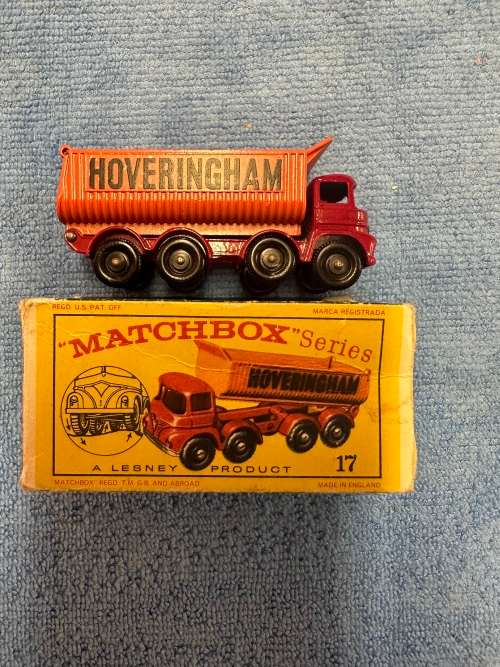 HOVERINGHAM
REGD. U.S. PAT. OFF.
MARCA REGISTRADA
"MATCHBOX" Series
HOVERINGHAM
A LESNEY PRODUCT
17
MATCHBOX REGD. T.M. G.B. AND ABROAD
MADE IN ENGLAND